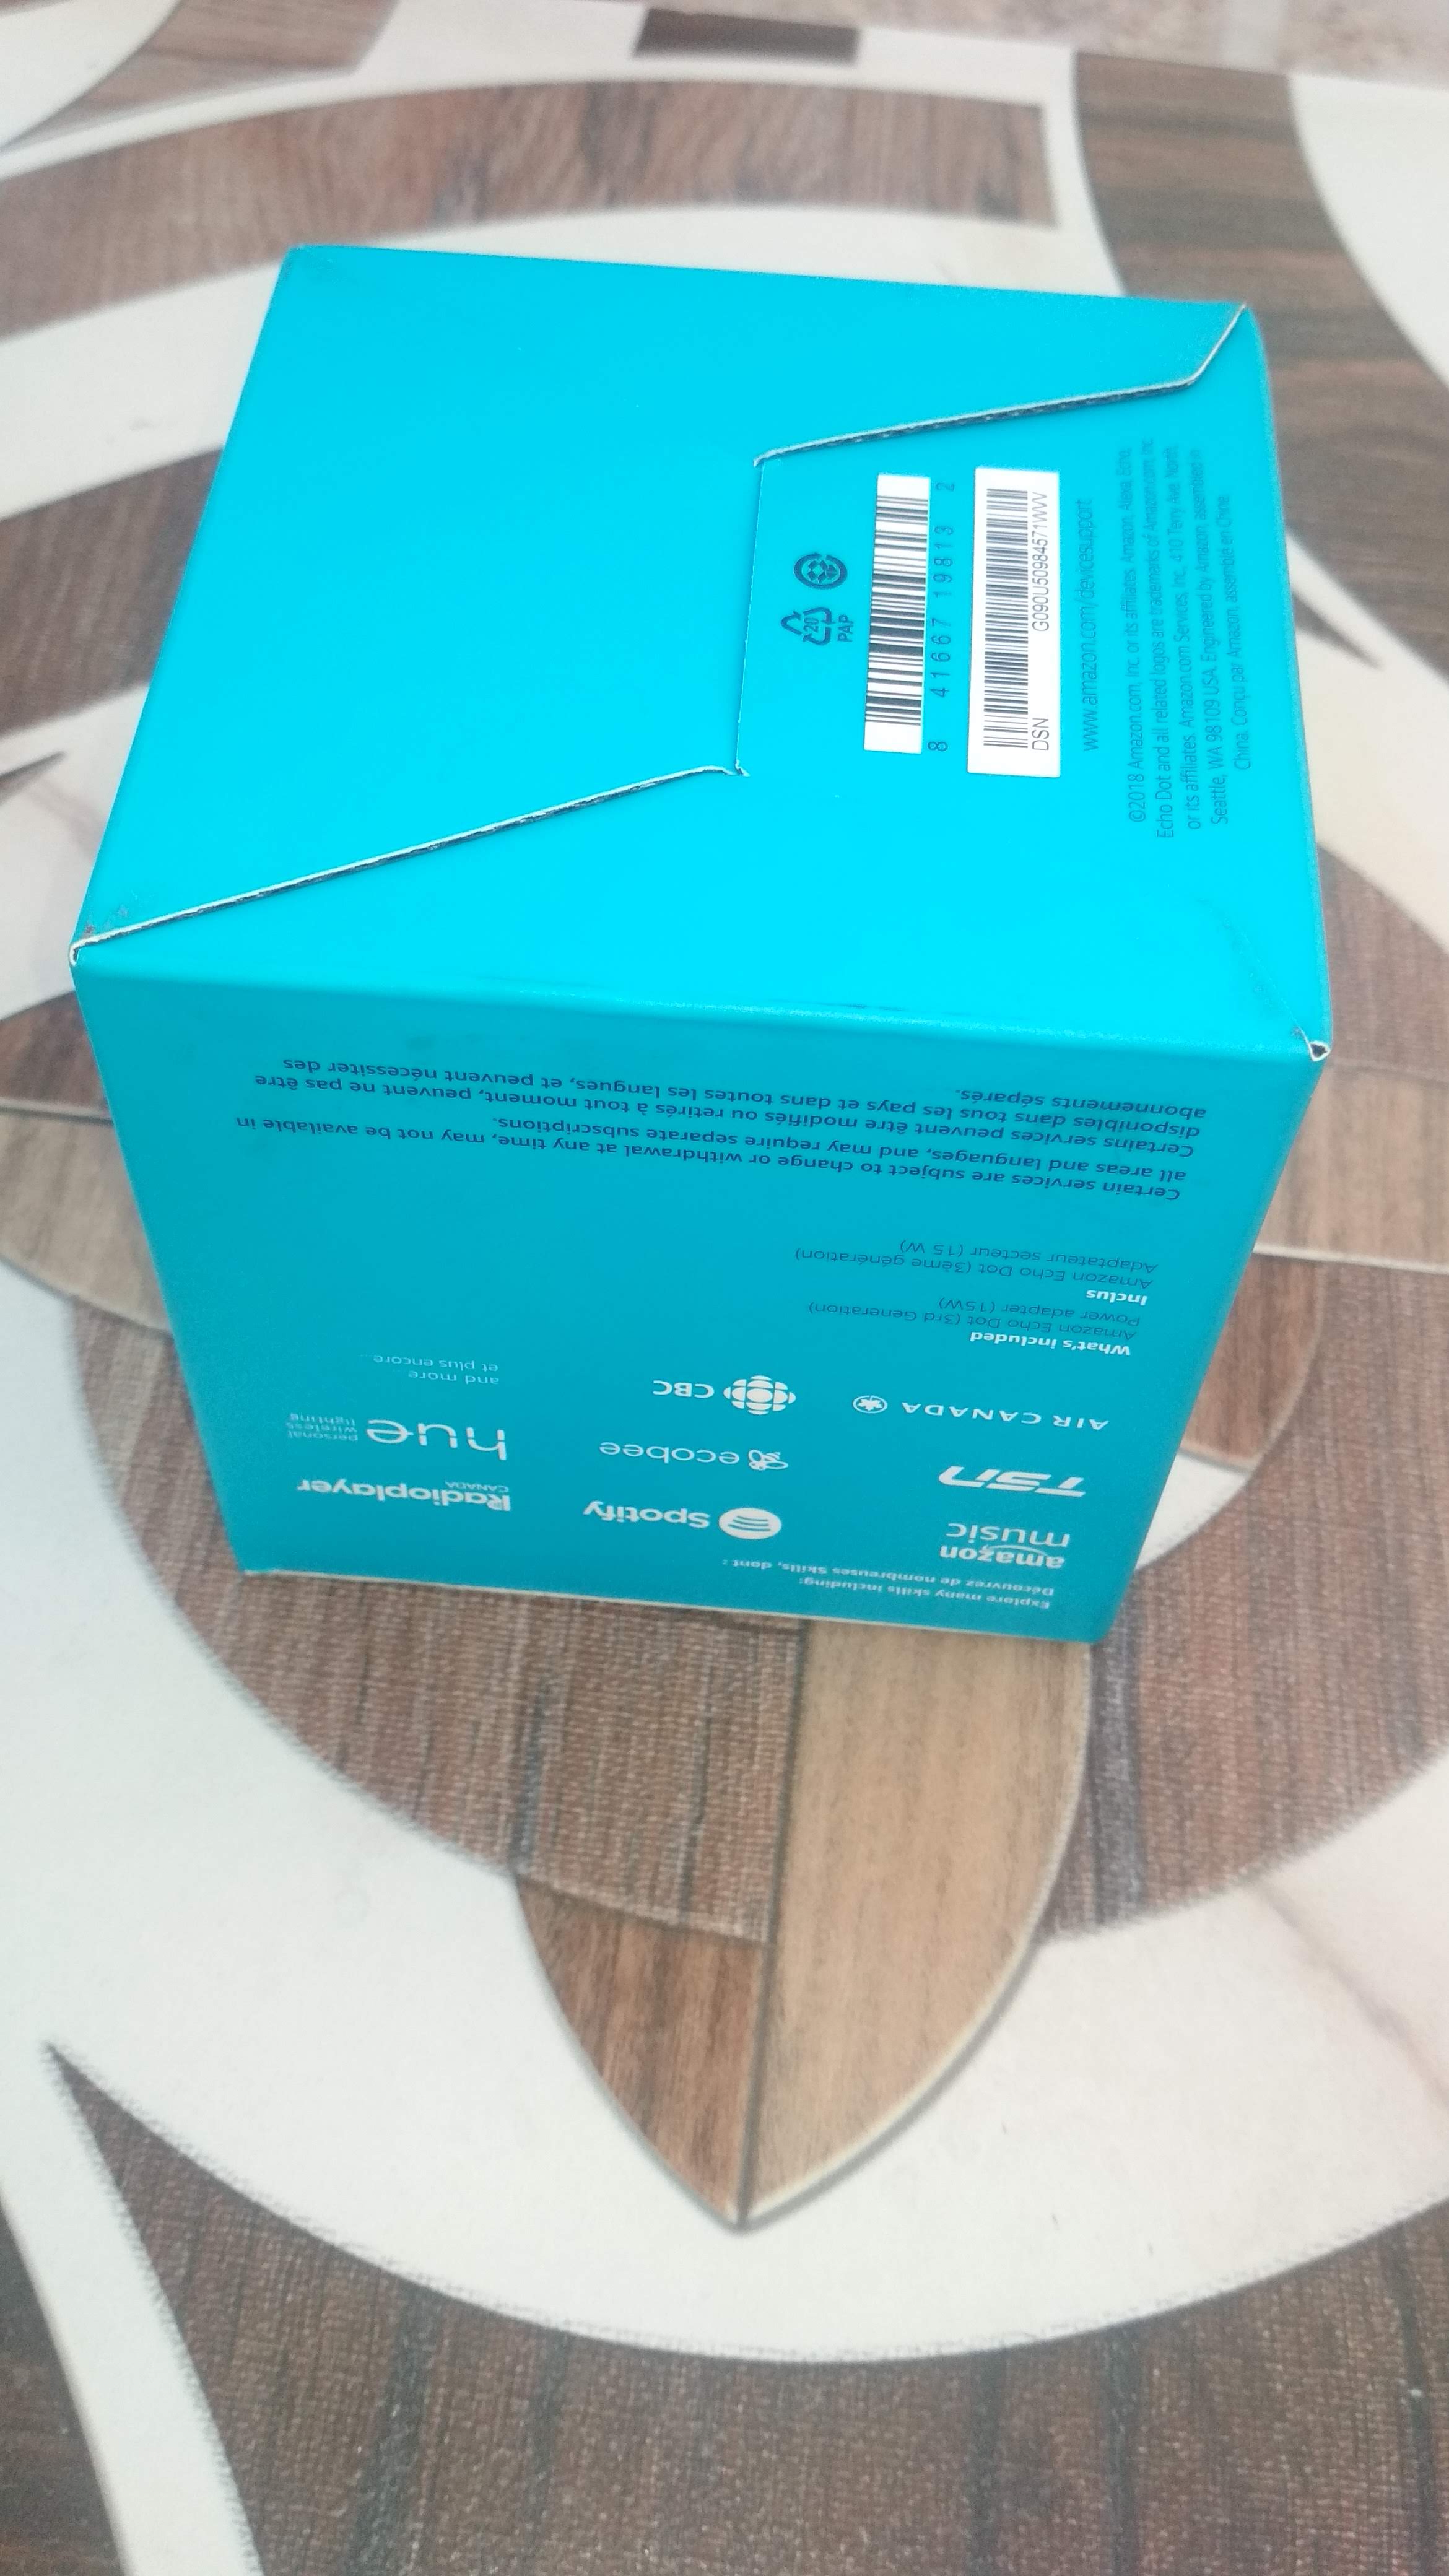 PAP
20
8 41667 19813 2
DSN G090U50984571WVV
www.amazon.com/devicesupport
©2018 Amazon.com, Inc. or its affiliates. Amazon, Alexa, Echo,
Echo Dot and all related logos are trademarks of Amazon.com, Inc.
or its affiliates. Amazon.com Services, Inc., 410 Terry Ave. North
Seattle, WA 98109 USA. Engineered by Amazon, assembled in
China. Conçu par Amazon, assemblé en Chine.
Explore many skills including:
Découvrez de nombreuses Skills, dont :
amazon
music
Spotify
Radioplayer
CANADA
TSN
ecobee
hue
personal
wireless
lighting
AIR CANADA
CBC
and more
et plus encore...
What's included
Amazon Echo Dot (3rd Generation)
Power adapter (15W)
Inclus
Amazon Echo Dot (3ème génération)
Adaptateur secteur (15 W)
Certain services are subject to change or withdrawal at any time, may not be available in
all areas and languages, and may require separate subscriptions.
Certains services peuvent être modifiés ou retirés à tout moment, peuvent ne pas être
disponibles dans tous les pays et dans toutes les langues, et peuvent nécessiter des
abonnements séparés.